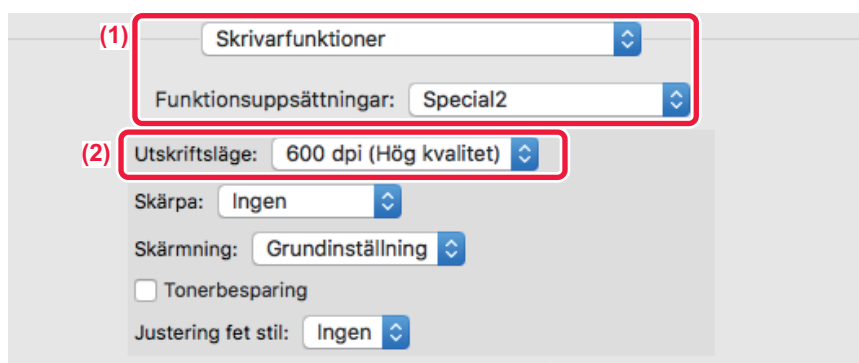 (1) Skrivarfunktioner
Funktionsuppsättningar: Special2
(2) Utskriftsläge: 600 dpi (Hög kvalitet)
Skärpa: Ingen
Skärmning: Grundinställning
Tonerbesparing
Justering fet stil: Ingen